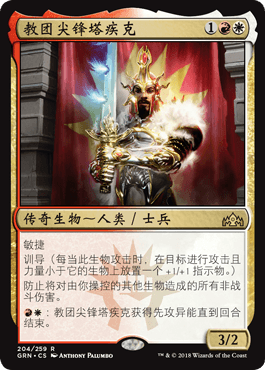 教团尖锋塔疾克 1
传奇生物～人类／士兵
敏捷
训导（每当此生物攻击时，在目标进行攻击且
力量小于它的生物上放置一个 +1/+1 指示物。）
防止将对由你操控的其他生物造成的所有非战
斗伤害。
：教团尖锋塔疾克获得先攻异能直到回合
结束。
3/2
204/259 R
GRN • CS ANTHONY PALUMBO
™ & © 2018 Wizards of the Coast